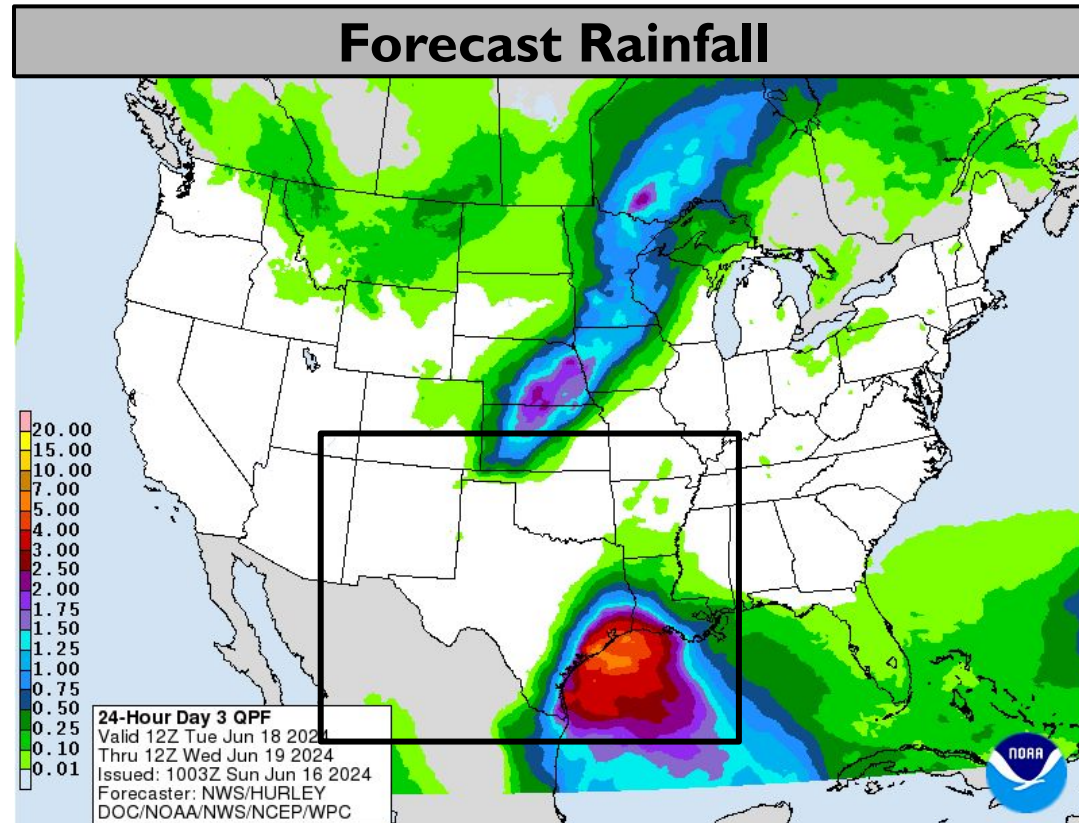 Forecast Rainfall
20.00
15.00
10.00
7.00
5.00
4.00
3.00
2.50
2.00
1.75
1.50
1.25
1.00
0.75
0.50
0.25
0.10
0.01
24-Hour Day 3 QPF
Valid 12Z Tue Jun 18 2024
Thru 12Z Wed Jun 19 2024
Issued: 1003Z Sun Jun 16 2024
Forecaster: NWS/HURLEY
DOC/NOAA/NWS/NCEP/WPC
NOAA